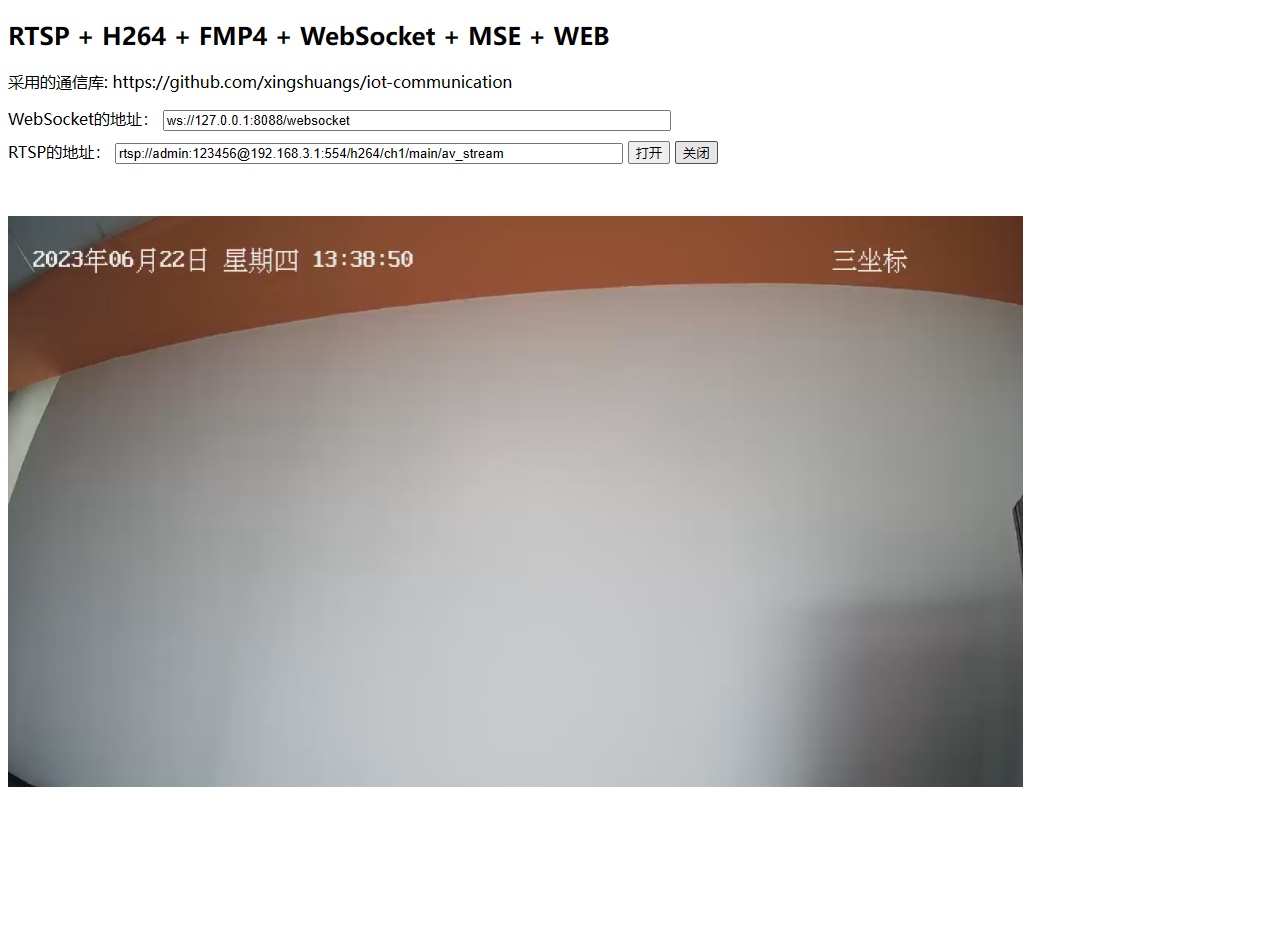 RTSP + H264 + FMP4 + WebSocket + MSE + WEB
采用的通信库: https://github.com/xingshuangs/iot-communication
WebSocket的地址： ws://127.0.0.1:8088/websocket
RTSP的地址： rtsp://admin:123456@192.168.3.1:554/h264/ch1/main/av_stream 打开 关闭
2023年06月22日 星期四 13:38:50 三坐标